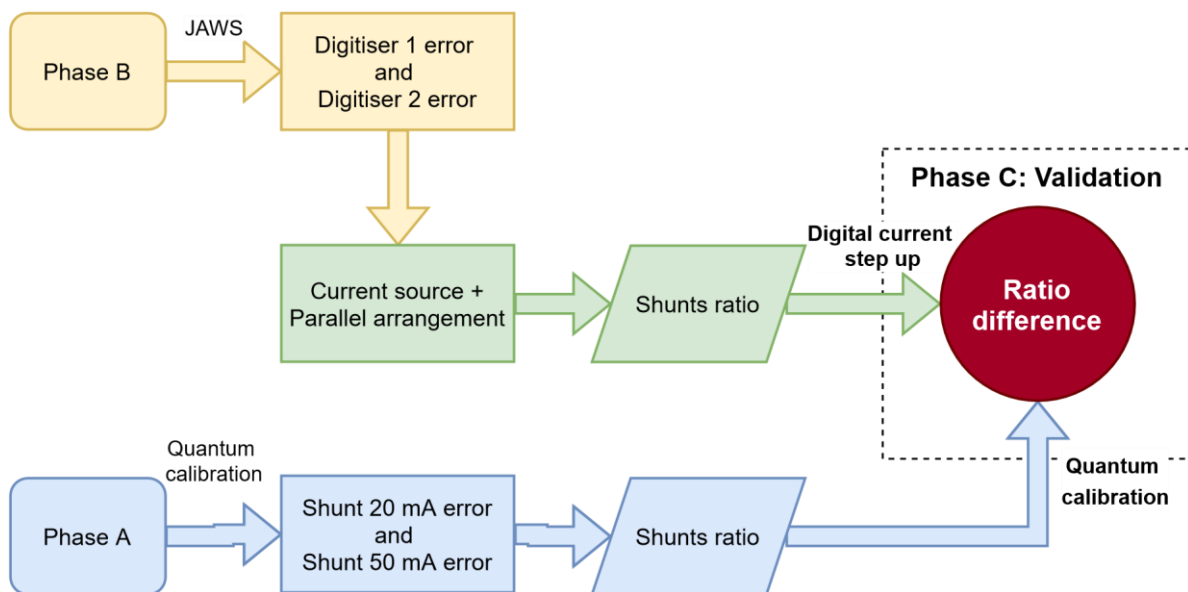 JAWS
Phase B
Digitiser 1 error
and
Digitiser 2 error
Phase C: Validation
Digital current
step up
Current source +
Parallel arrangement
Shunts ratio
Ratio
difference
Quantum
calibration
Phase A
Shunt 20 mA error
and
Shunt 50 mA error
Shunts ratio
Quantum
calibration